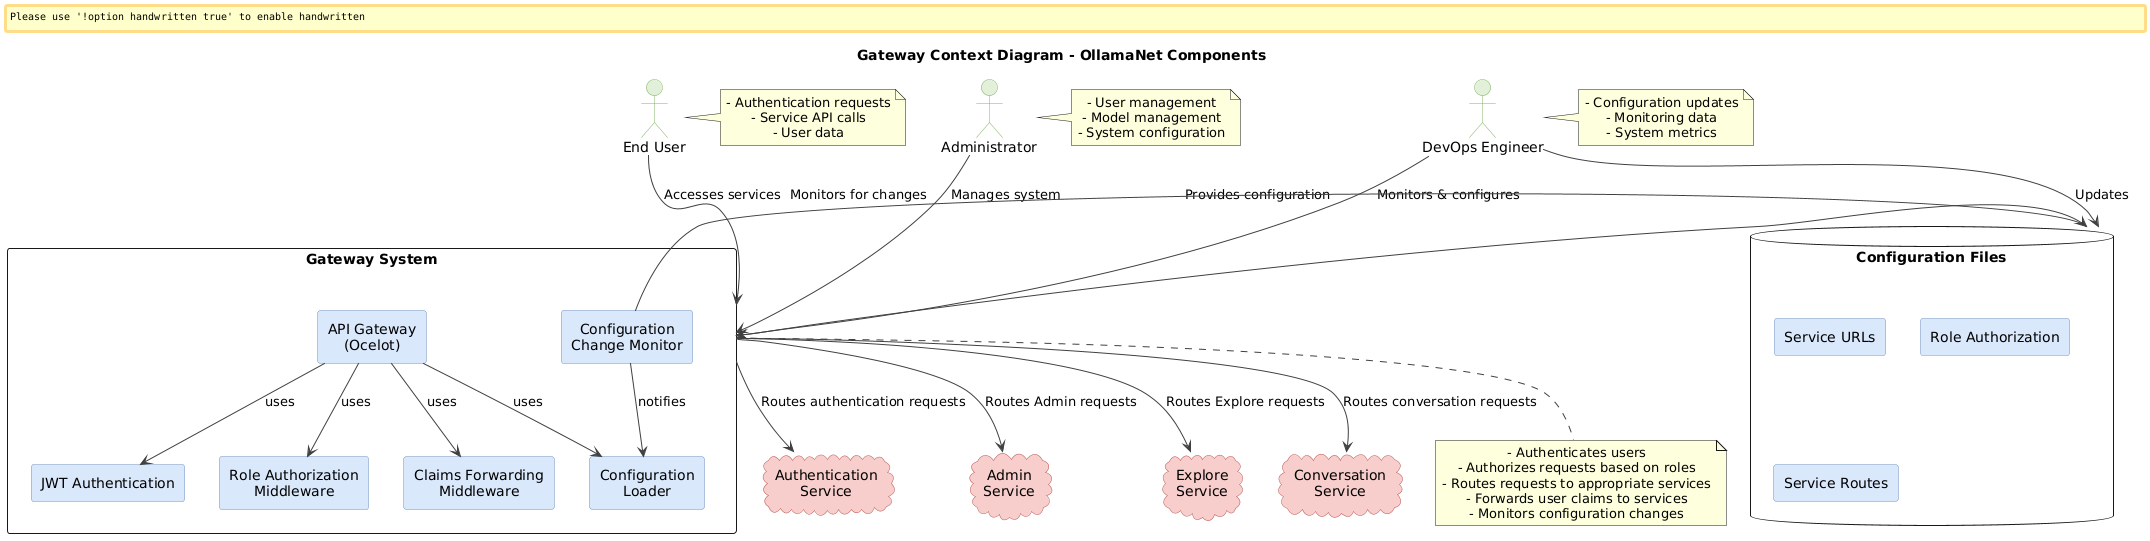 Please use '!option handwritten true' to enable handwritten
Gateway Context Diagram - OllamaNet Components
End User
- Authentication requests
- Service API calls
- User data
Administrator
- User management
- Model management
- System configuration
DevOps Engineer
- Configuration updates
- Monitoring data
- System metrics
Accesses services
Monitors for changes
Manages system
Provides configuration
Monitors & configures
Updates
Gateway System
API Gateway
(Ocelot)
Configuration
Change Monitor
uses
uses
uses
uses
notifies
JWT Authentication
Role Authorization
Middleware
Claims Forwarding
Middleware
Configuration
Loader
Routes authentication requests
Routes Admin requests
Routes Explore requests
Routes conversation requests
Authentication
Service
Admin
Service
Explore
Service
Conversation
Service
- Authenticates users
- Authorizes requests based on roles
- Routes requests to appropriate services
- Forwards user claims to services
- Monitors configuration changes
Configuration Files
Service URLs
Role Authorization
Service Routes